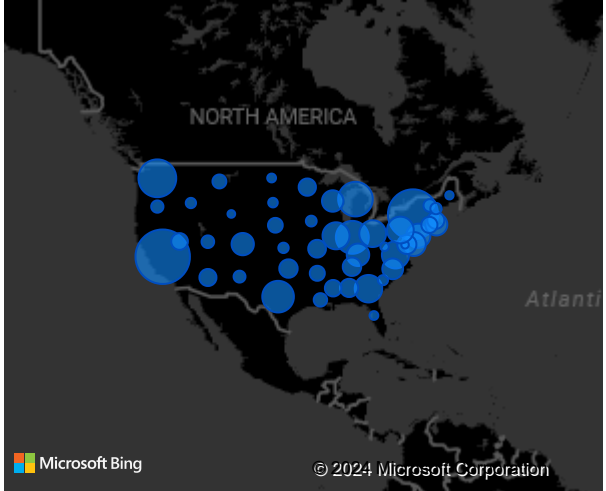 NORTH AMERICA
Atlanti
Microsoft Bing
© 2024 Microsoft Corporation